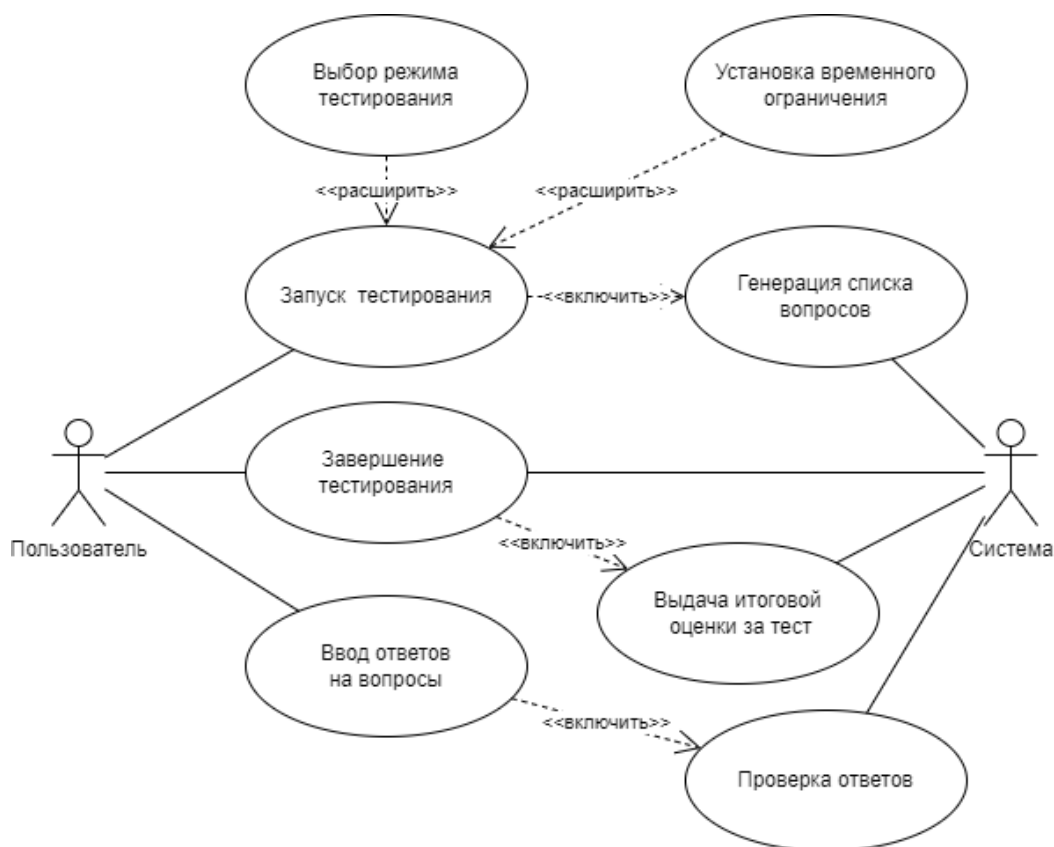 Выбор режима
тестирования
Установка временного
ограничения
<<расширить>>
<<расширить>>
Запуск тестирования
<<включить>>
Генерация списка
вопросов
Завершение
тестирования
Пользователь
Система
<<включить>>
Выдача итоговой
оценки за тест
Ввод ответов
на вопросы
<<включить>>
Проверка ответов